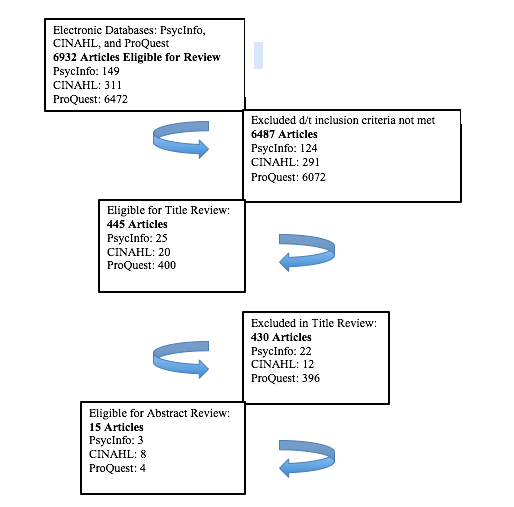 Electronic Databases: PsycInfo,
CINAHL, and ProQuest
6932 Articles Eligible for Review
PsycInfo: 149
CINAHL: 311
ProQuest: 6472
Excluded d/t inclusion criteria not met
6487 Articles
PsycInfo: 124
CINAHL: 291
ProQuest: 6072
Eligible for Title Review:
445 Articles
PsydInfo: 25
CINAHL: 20
ProQuest: 400
Excluded in Title Review:
430 Articles
PsycInfo: 22
CINAHL: 12
ProQuest: 396
Eligible for Abstract Review:
15 Articles
PsycInfo: 3
CINAHL: 8
ProQuest: 4